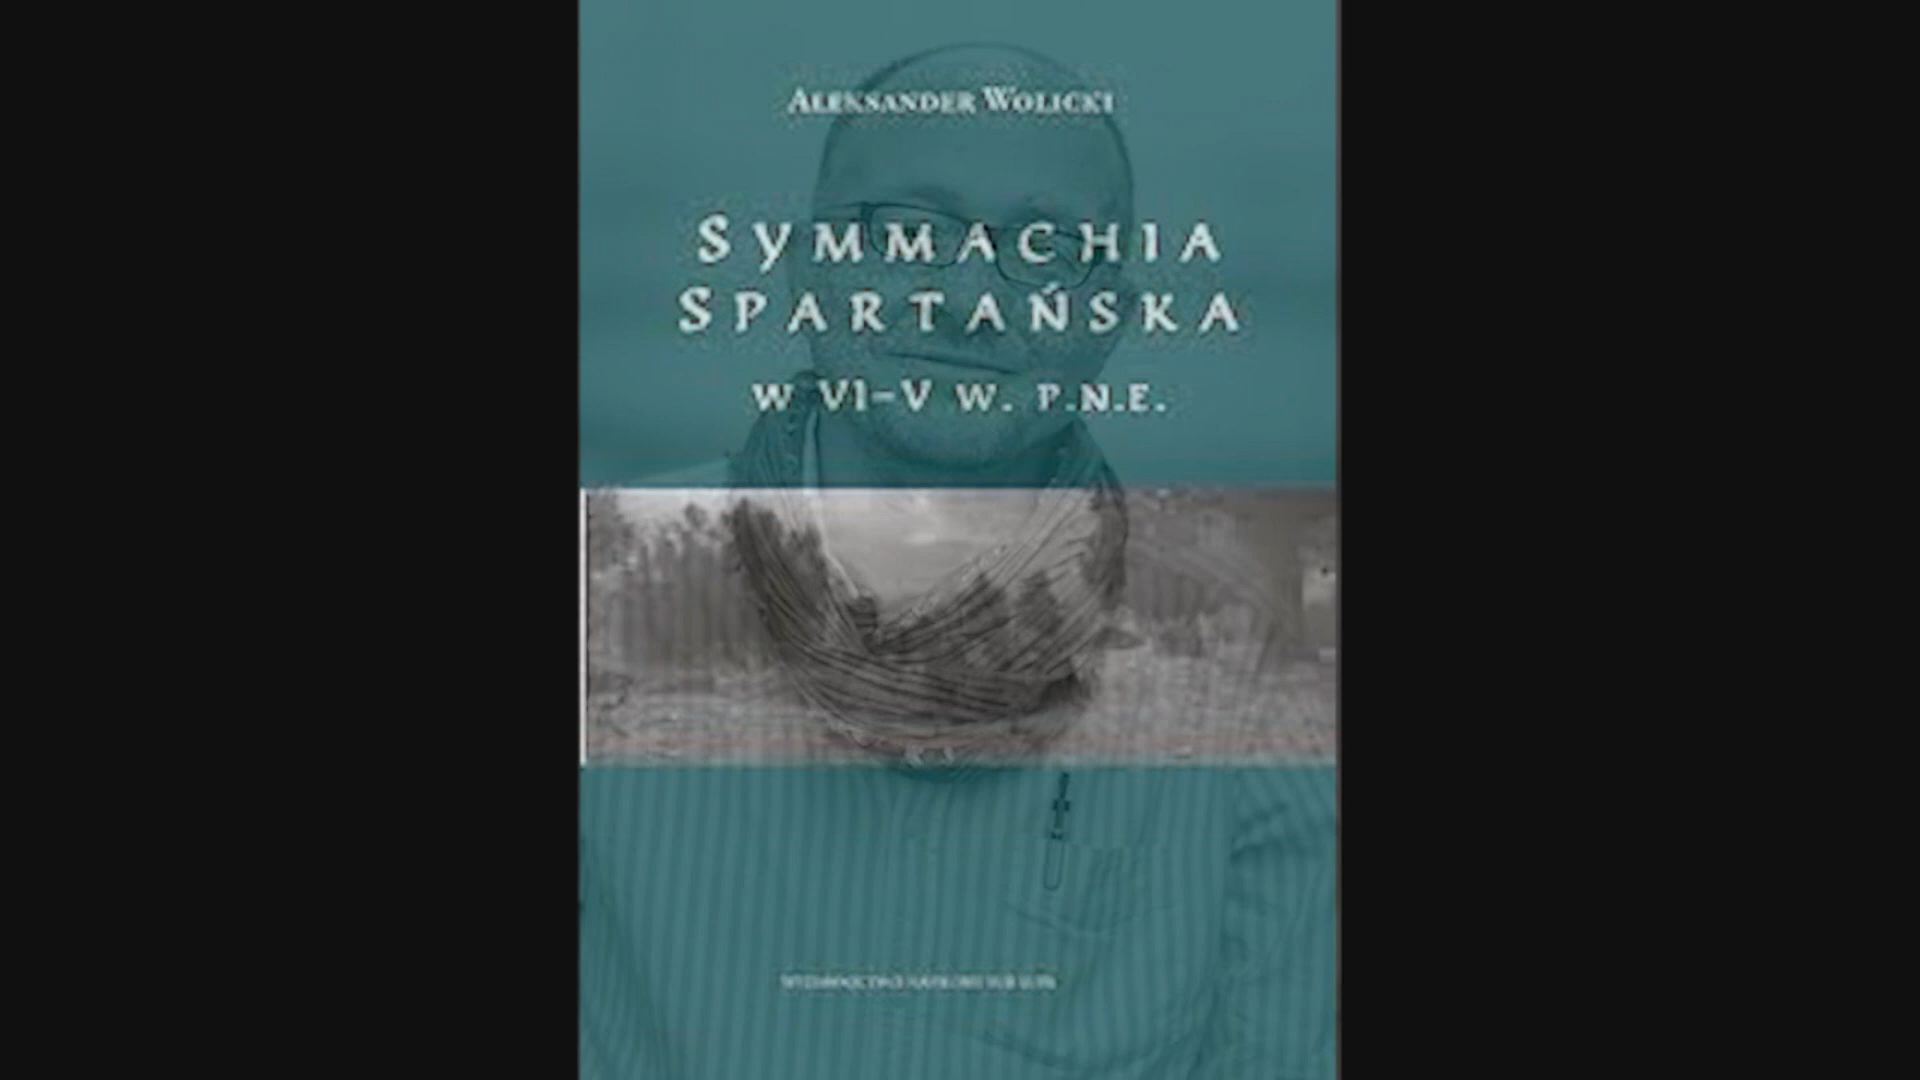 ALEKSANDER WOLICKI
SYMMACHIA
SPARTAŃSKA
W VI–V W. P.N.E.